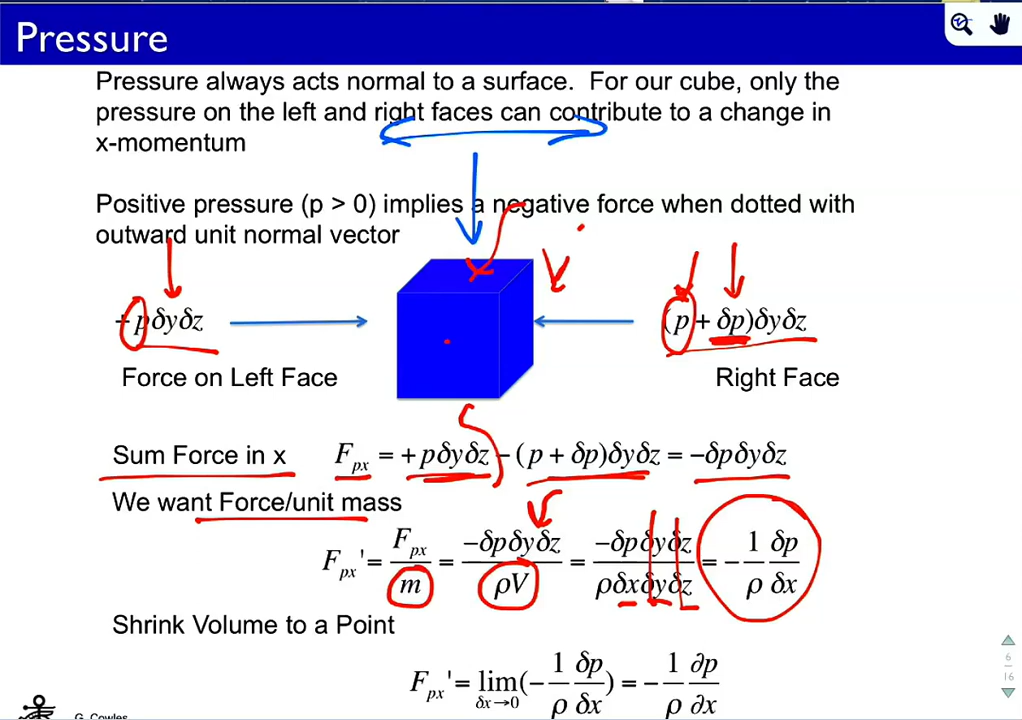 Pressure
Pressure always acts normal to a surface. For our cube, only the
pressure on the left and right faces can contribute to a change in
x-momentum
Positive pressure (p > 0) implies a negative force when dotted with
outward unit normal vector
+ pδyδz
(p + δp)δyδz
Force on Left Face
Right Face
Sum Force in x F_px = +pδyδz − (p + δp)δyδz = −δpδyδz
We want Force/unit mass
F_px' = F_px/m = −δpδyδz/ρV = −δpδyδz/ρδxδyδz = − 1/ρ δp/δx
Shrink Volume to a Point
F_px' = lim δx→0 (− 1/ρ δp/δx) = − 1/ρ ∂p/∂x
G. Cowles
6
16